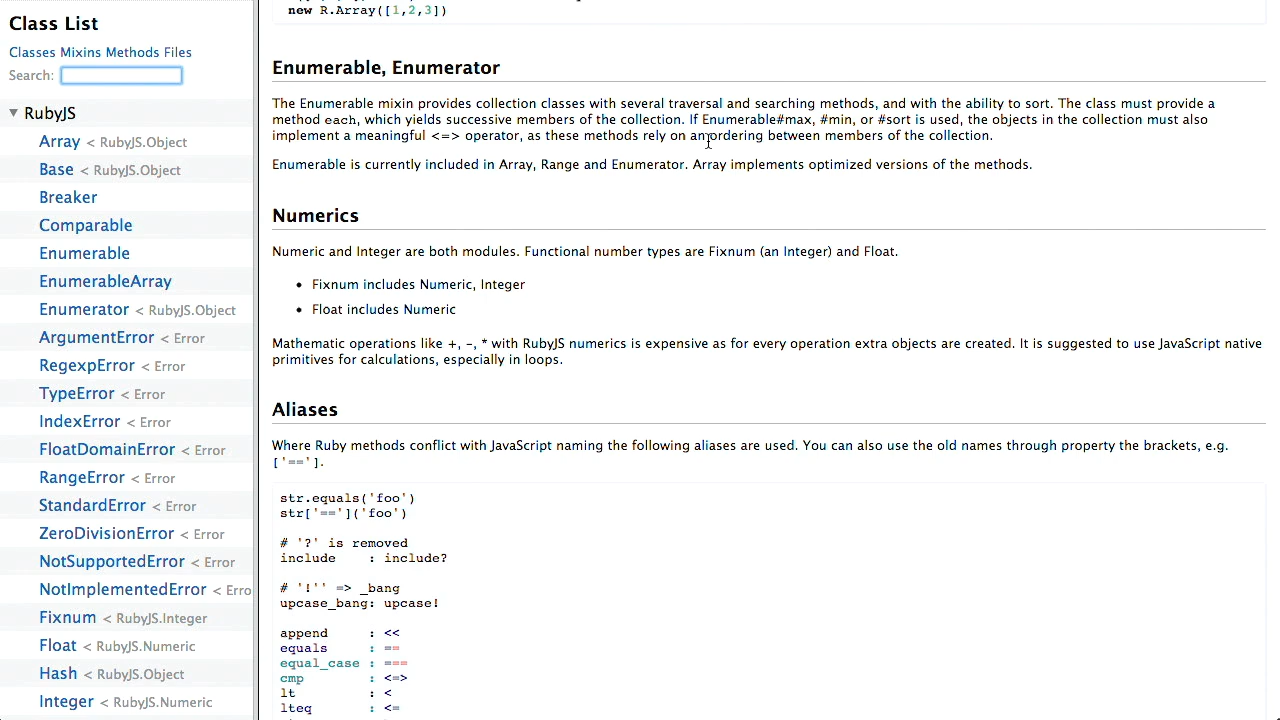 Class List
Classes Mixins Methods Files
Search:
▼ RubyJS
Array < RubyJS.Object
Base < RubyJS.Object
Breaker
Comparable
Enumerable
EnumerableArray
Enumerator < RubyJS.Object
ArgumentError < Error
RegexpError < Error
TypeError < Error
IndexError < Error
FloatDomainError < Error
RangeError < Error
StandardError < Error
ZeroDivisionError < Error
NotSupportedError < Error
NotImplementedError < Erro
Fixnum < RubyJS.Integer
Float < RubyJS.Numeric
Hash < RubyJS.Object
Integer < RubyJS.Numeric
new R.Array([1,2,3])
Enumerable, Enumerator
The Enumerable mixin provides collection classes with several traversal and searching methods, and with the ability to sort. The class must provide a
method each, which yields successive members of the collection. If Enumerable#max, #min, or #sort is used, the objects in the collection must also
implement a meaningful <=> operator, as these methods rely on an ordering between members of the collection.
Enumerable is currently included in Array, Range and Enumerator. Array implements optimized versions of the methods.
Numerics
Numeric and Integer are both modules. Functional number types are Fixnum (an Integer) and Float.
• Fixnum includes Numeric, Integer
• Float includes Numeric
Mathematic operations like +, -, * with RubyJS numerics is expensive as for every operation extra objects are created. It is suggested to use JavaScript native
primitives for calculations, especially in loops.
Aliases
Where Ruby methods conflict with JavaScript naming the following aliases are used. You can also use the old names through property the brackets, e.g.
['=='].
str.equals('foo')
str['==']('foo')
# '?' is removed
include : include?
# '!'' => _bang
upcase_bang: upcase!
append : <<
equals : ==
equal_case : ===
cmp : <=>
lt : <
lteq : <=